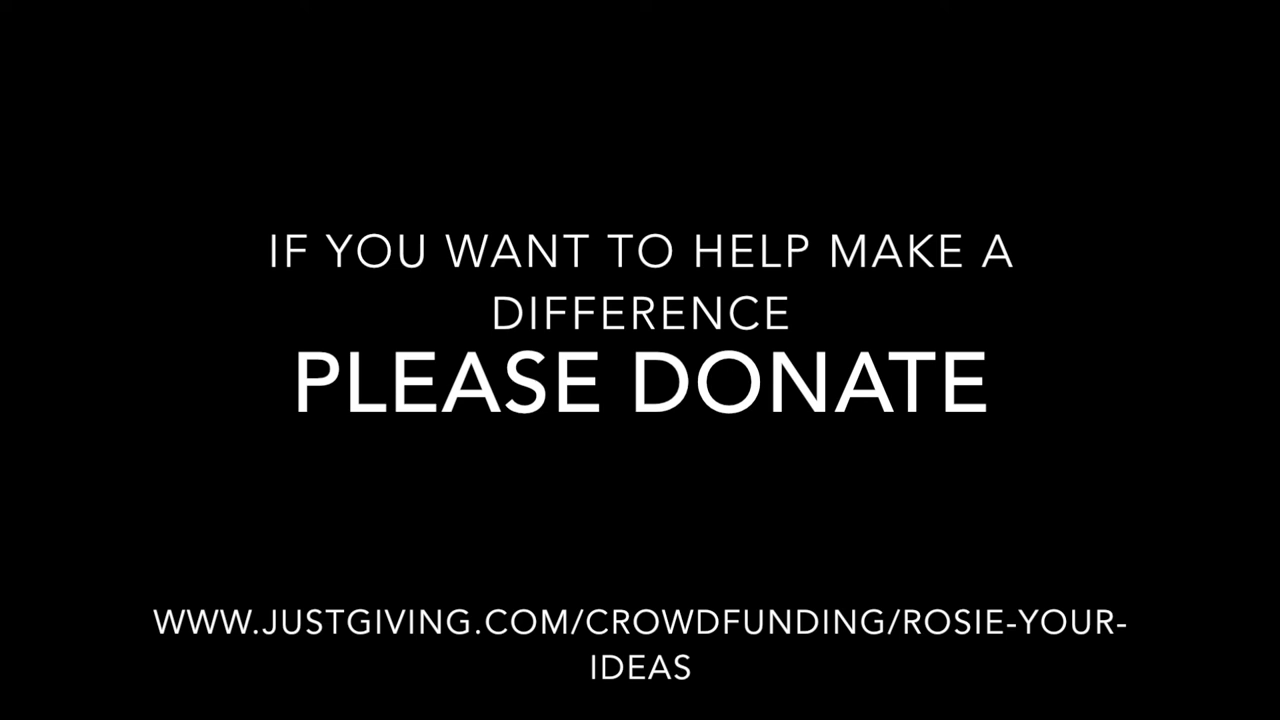 IF YOU WANT TO HELP MAKE A
DIFFERENCE
PLEASE DONATE
WWW.JUSTGIVING.COM/CROWDFUNDING/ROSIE-YOUR-
IDEAS